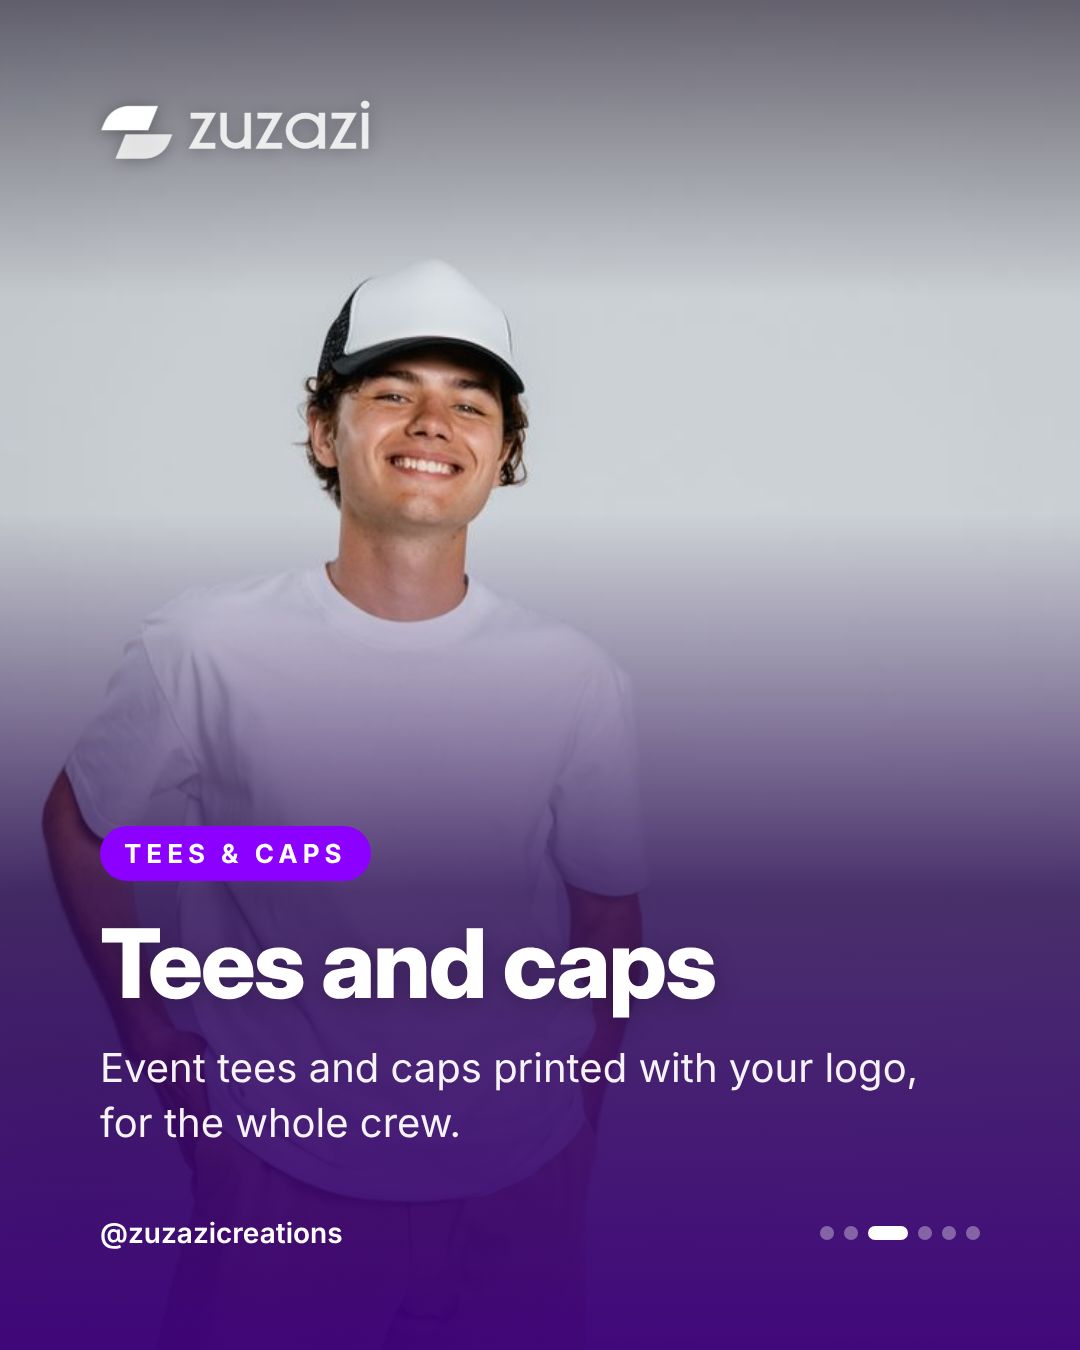 zuzazi
TEES & CAPS
Tees and caps
Event tees and caps printed with your logo,
for the whole crew.
@zuzazicreations